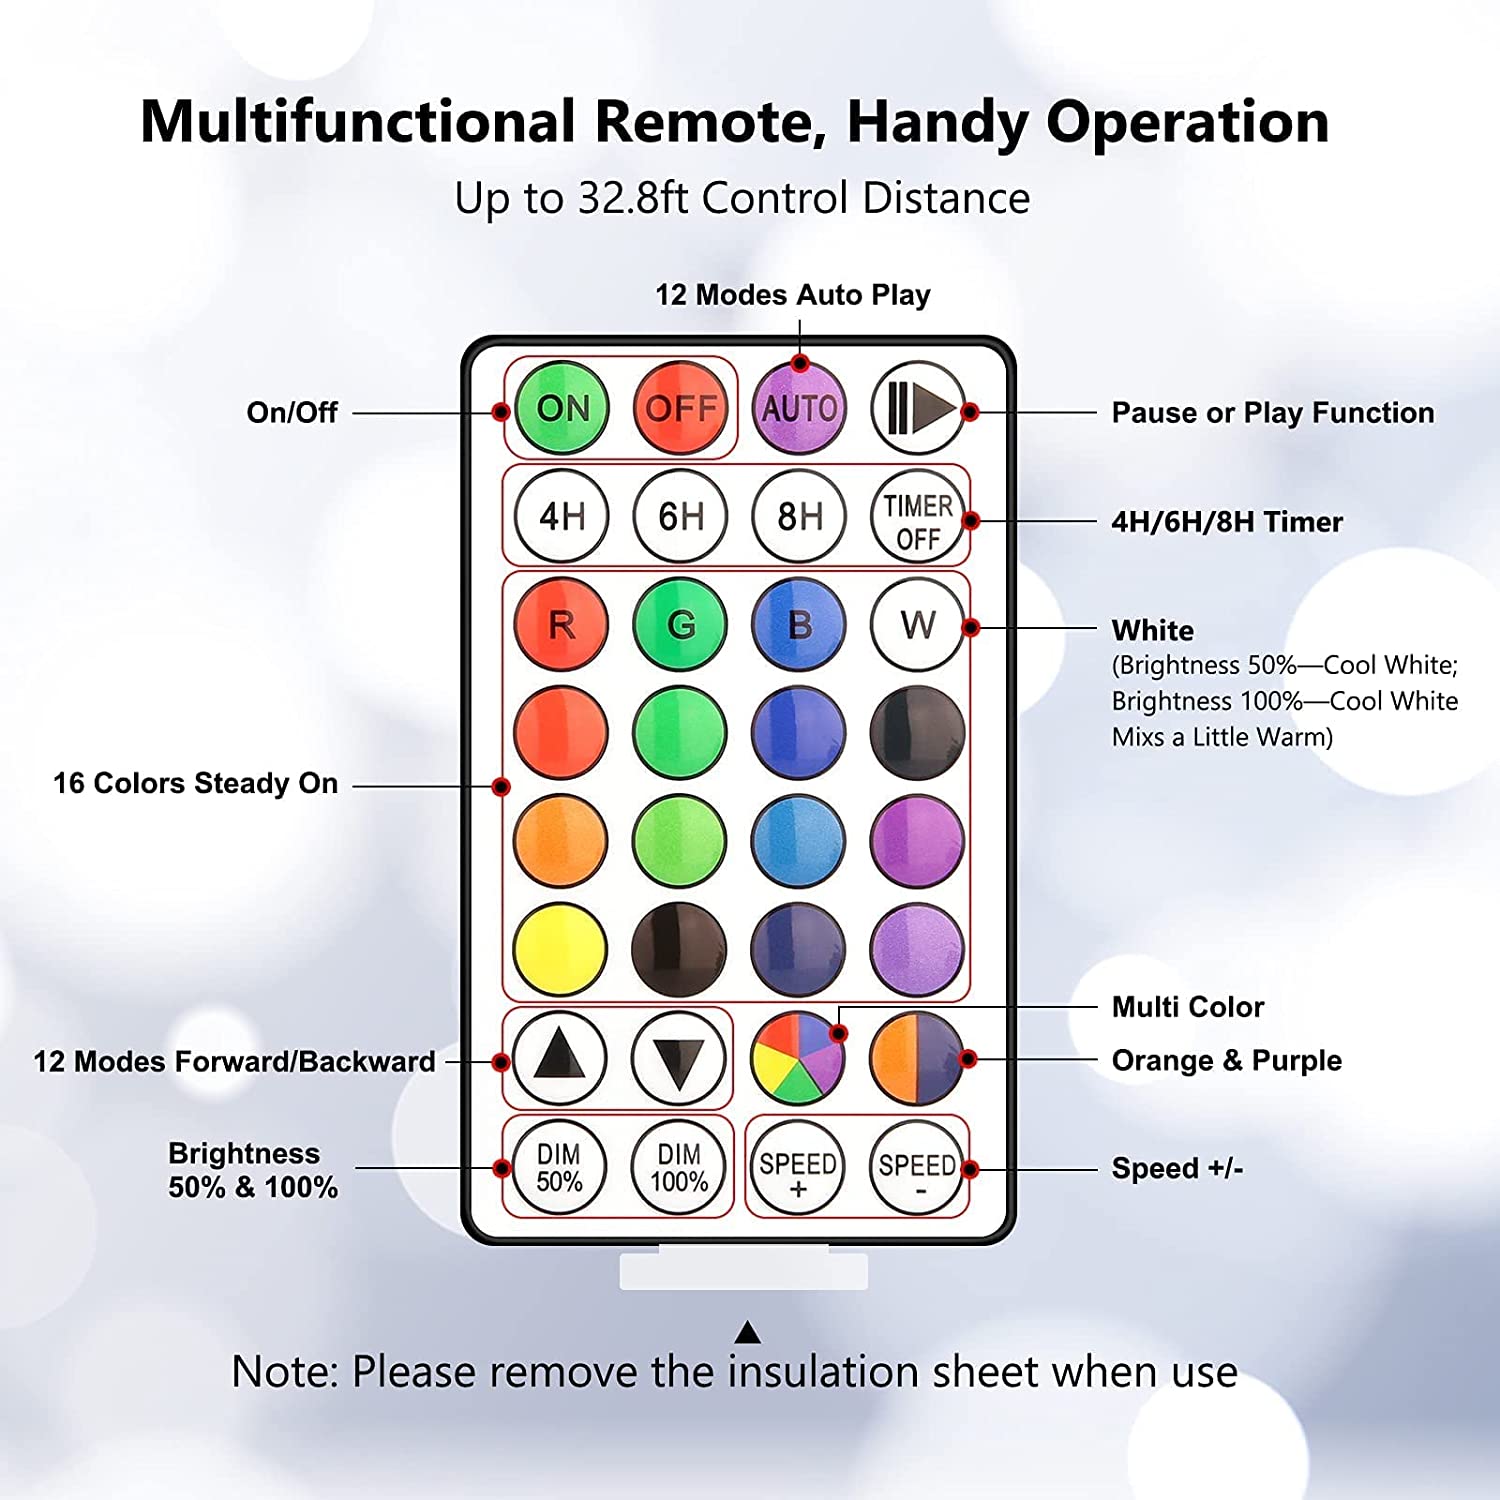 Multifunctional Remote, Handy Operation
Up to 32.8ft Control Distance
12 Modes Auto Play
On/Off
ON
OFF
AUTO
Pause or Play Function
4H
6H
8H
TIMER
OFF
4H/6H/8H Timer
R
G
B
W
White
(Brightness 50%—Cool White;
Brightness 100%—Cool White
Mixs a Little Warm)
16 Colors Steady On
Multi Color
12 Modes Forward/Backward
Orange & Purple
Brightness
50% & 100%
DIM
50%
DIM
100%
SPEED
+
SPEED
-
Speed +/-
Note: Please remove the insulation sheet when use